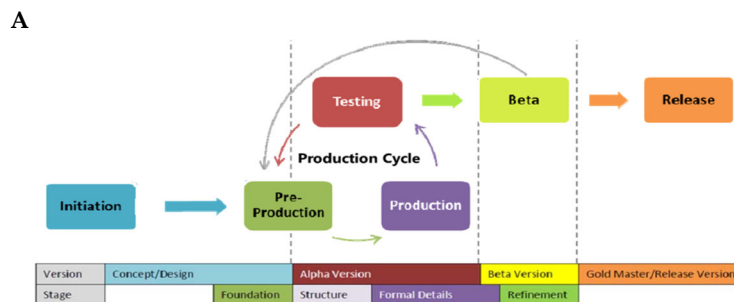 A
Testing
Beta
Release
Production Cycle
Initiation
Pre-
Production
Production
Version Concept/Design Alpha Version Beta Version Gold Master/Release Version
Stage Foundation Structure Formal Details Refinement